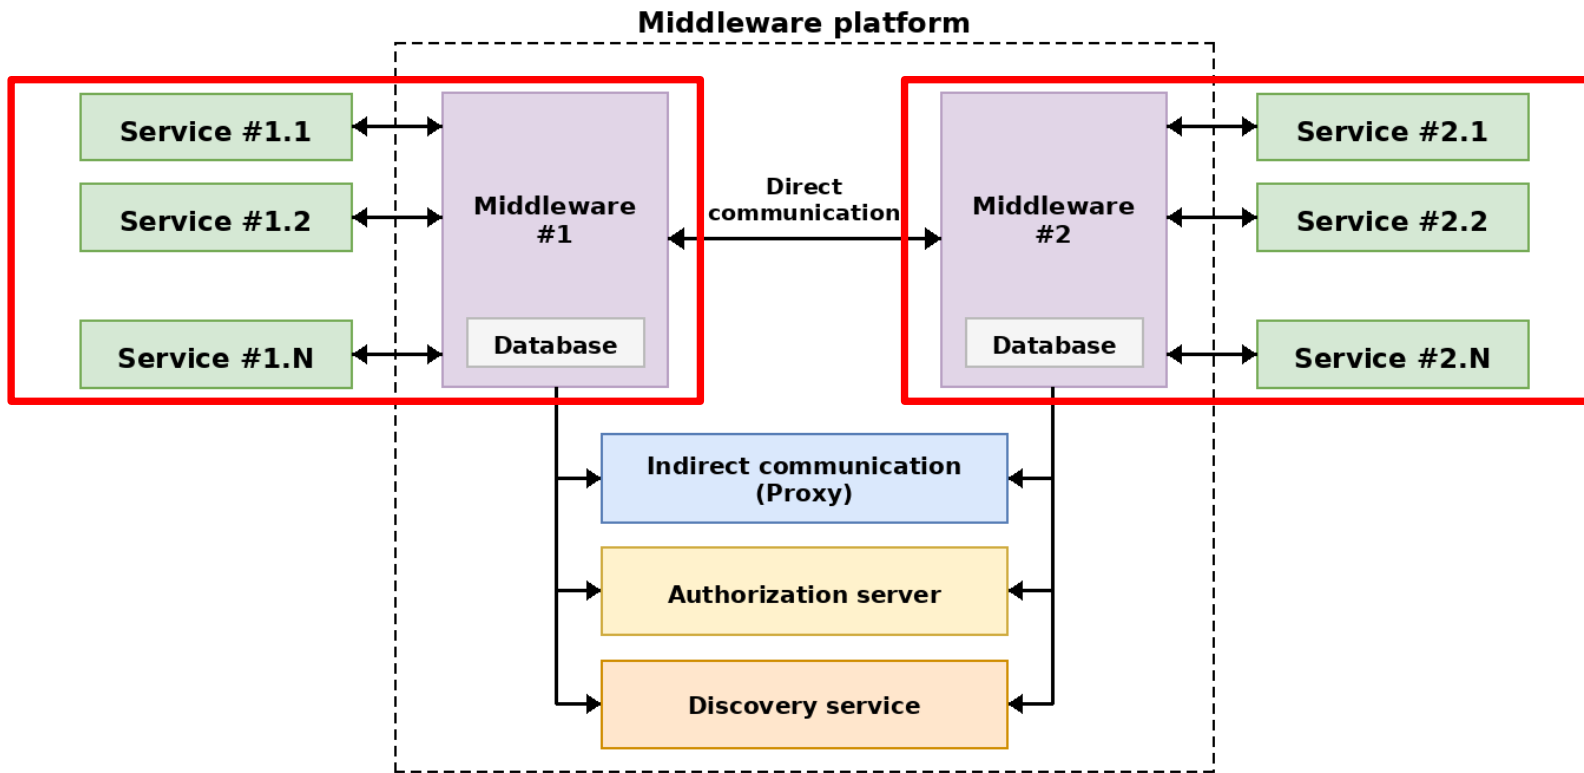 Middleware platform
Service #1.1
Service #1.2
Service #1.N
Middleware
#1
Database
Direct
communication
Middleware
#2
Database
Service #2.1
Service #2.2
Service #2.N
Indirect communication
(Proxy)
Authorization server
Discovery service